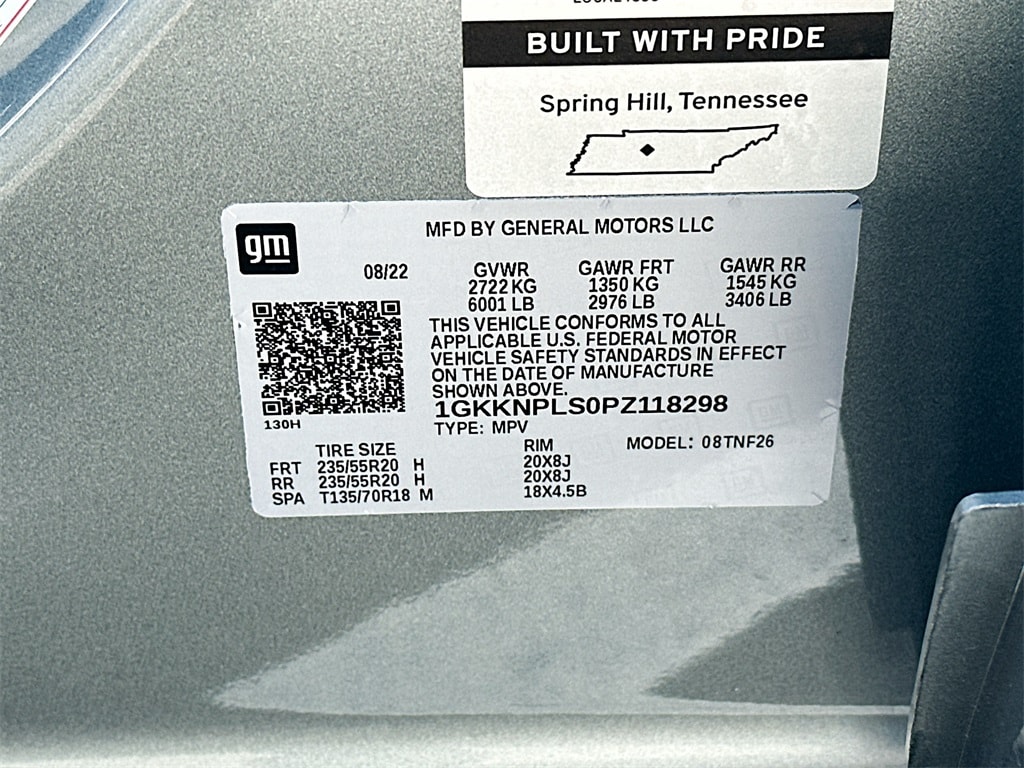 BUILT WITH PRIDE
Spring Hill, Tennessee
gm
MFD BY GENERAL MOTORS LLC
08/22 GVWR GAWR FRT GAWR RR
2722 KG 1350 KG 1545 KG
6001 LB 2976 LB 3406 LB
THIS VEHICLE CONFORMS TO ALL
APPLICABLE U.S. FEDERAL MOTOR
VEHICLE SAFETY STANDARDS IN EFFECT
ON THE DATE OF MANUFACTURE
SHOWN ABOVE.
1GKKNPLS0PZ118298
130H
TYPE: MPV
TIRE SIZE RIM MODEL: 08TNF26
FRT 235/55R20 H 20X8J
RR 235/55R20 H 20X8J
SPA T135/70R18 M 18X4.5B